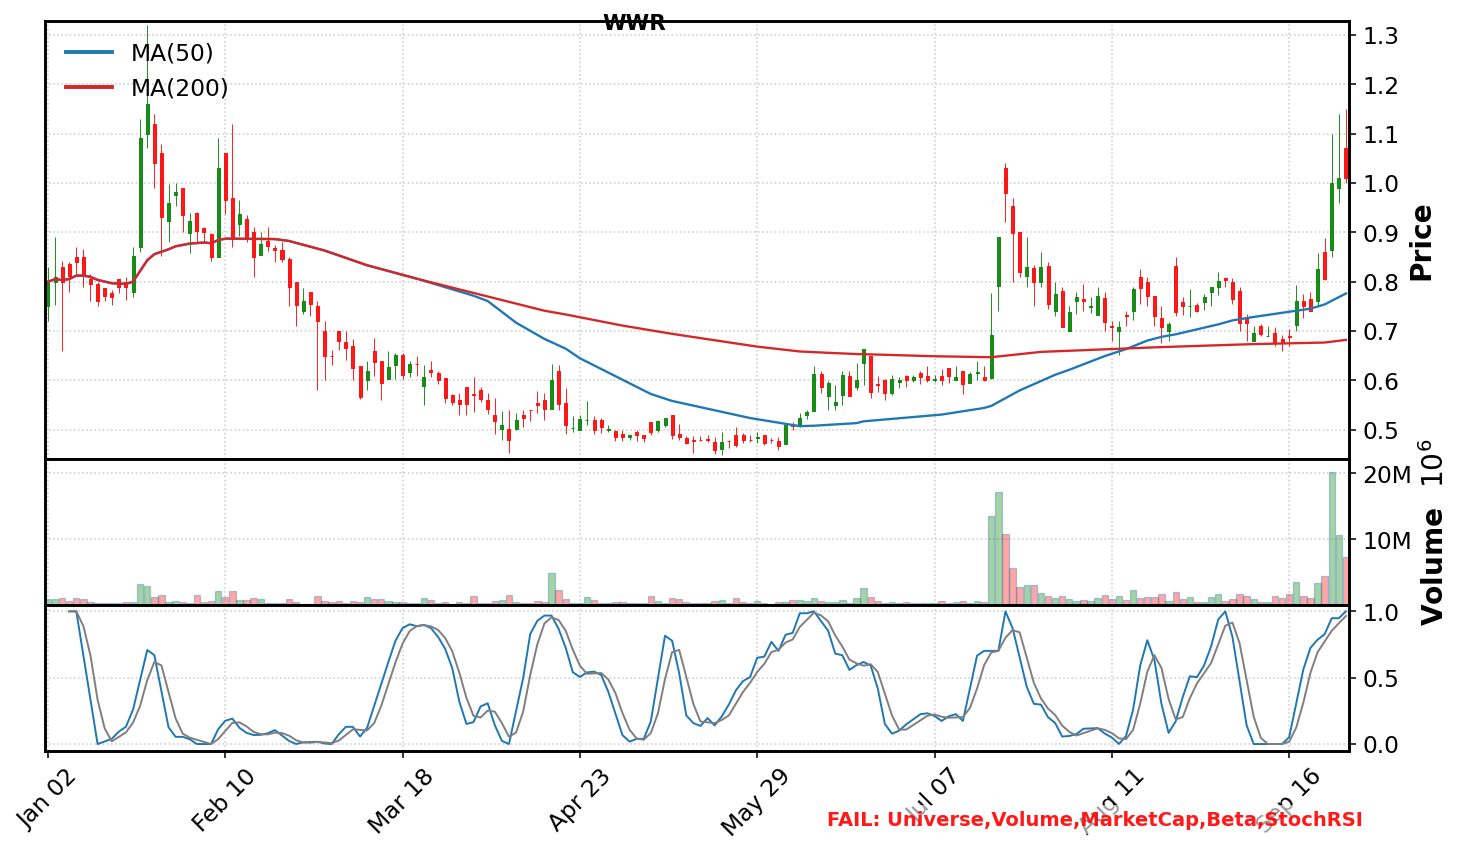 WWR
MA(50)
MA(200)
1.3
1.2
1.1
1.0
0.9
0.8
0.7
0.6
0.5
Price
20M
10M
Volume 10⁶
1.0
0.5
0.0
Jan 02
Feb 10
Mar 18
Apr 23
May 29
Jul 07
Aug 11
Sep 16
FAIL: Universe,Volume,MarketCap,Beta,StochRSI